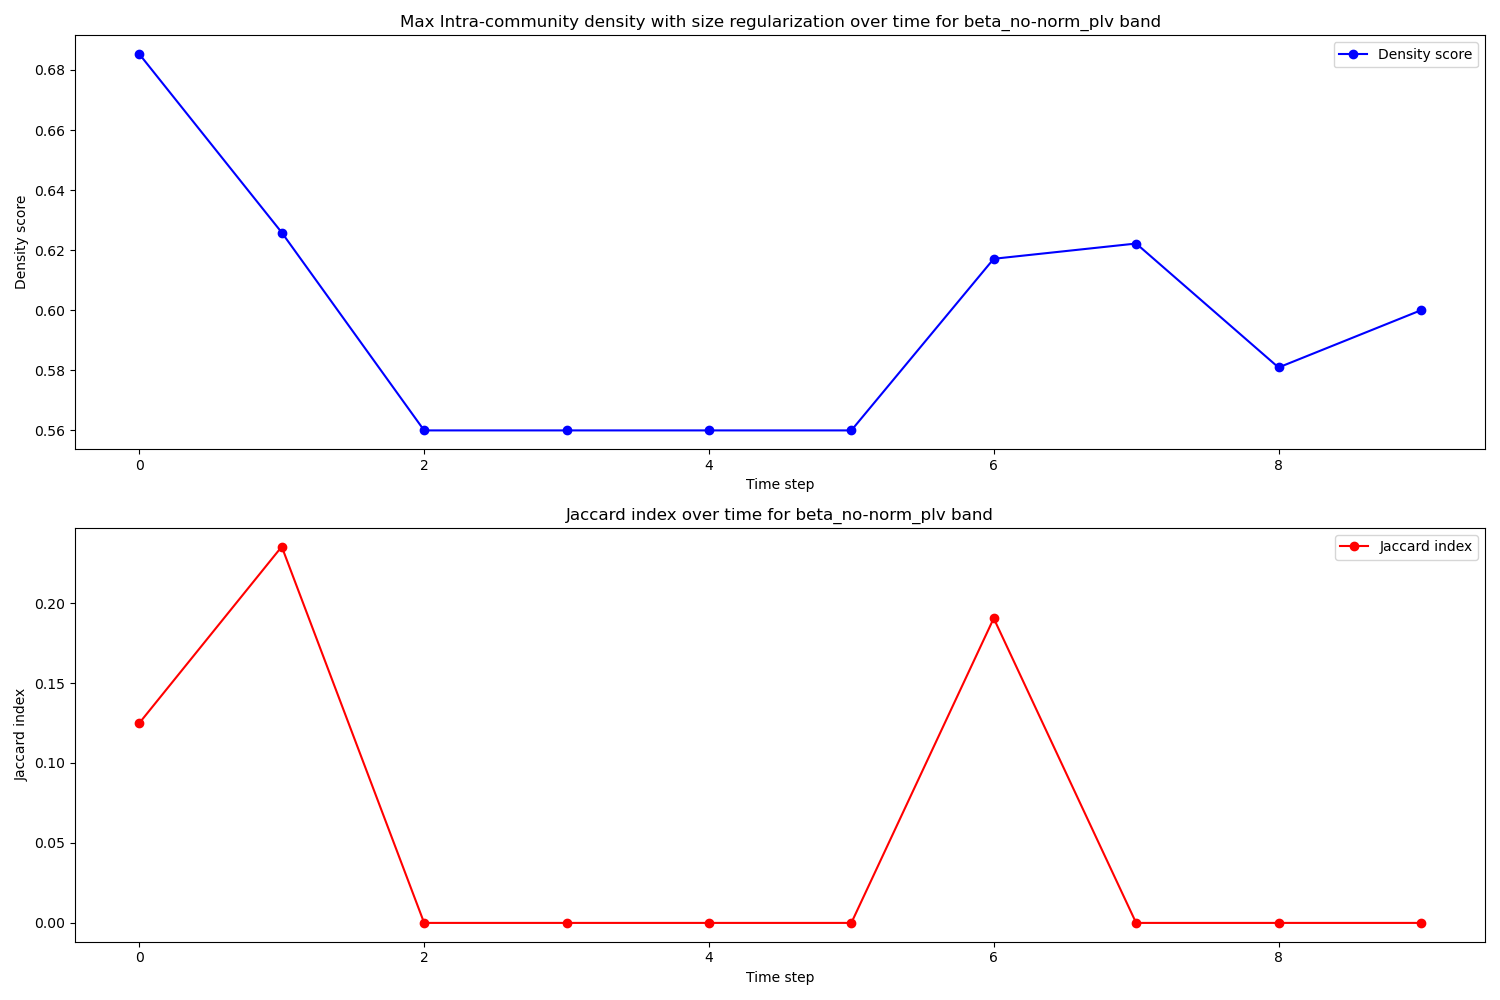 Max Intra-community density with size regularization over time for beta_no-norm_plv band
Density score
0.68
0.66
0.64
0.62
0.60
0.58
0.56
Density score
0
2
4
6
8
Time step
Jaccard index over time for beta_no-norm_plv band
Jaccard index
0.20
0.15
0.10
0.05
0.00
Jaccard index
0
2
4
6
8
Time step